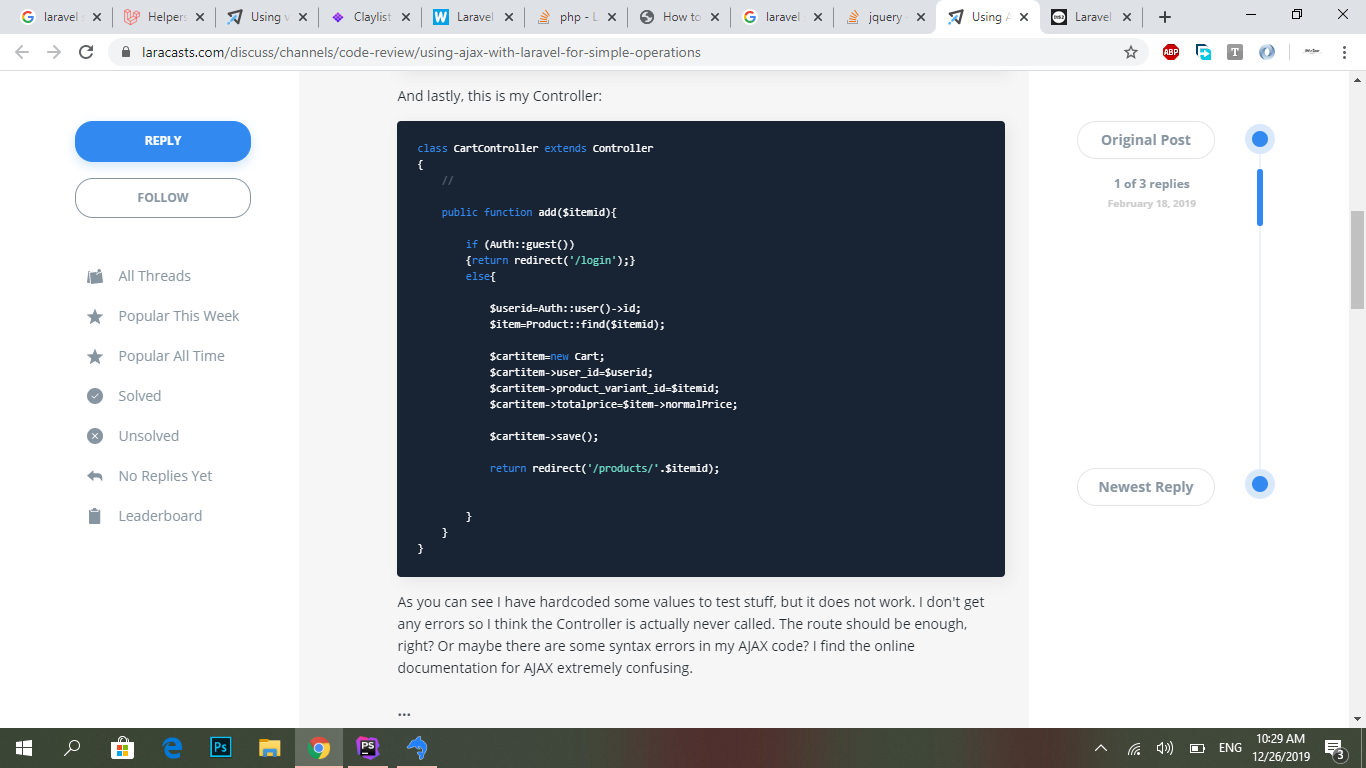 laravel
Helpers
Using v
Claylist
Laravel
php - L
How to
laravel
jquery
Using A
Laravel
laracasts.com/discuss/channels/code-review/using-ajax-with-laravel-for-simple-operations
ABP
T
And lastly, this is my Controller:
REPLY
FOLLOW
All Threads
Popular This Week
Popular All Time
Solved
Unsolved
No Replies Yet
Leaderboard
class CartController extends Controller
{
//
public function add($itemid){
if (Auth::guest())
{return redirect('/login');}
else{
$userid=Auth::user()->id;
$item=Product::find($itemid);
$cartitem=new Cart;
$cartitem->user_id=$userid;
$cartitem->product_variant_id=$itemid;
$cartitem->totalprice=$item->normalPrice;
$cartitem->save();
return redirect('/products/'.$itemid);
}
}
}
As you can see I have hardcoded some values to test stuff, but it does not work. I don't get
any errors so I think the Controller is actually never called. The route should be enough,
right? Or maybe there are some syntax errors in my AJAX code? I find the online
documentation for AJAX extremely confusing.
...
Original Post
1 of 3 replies
February 18, 2019
Newest Reply
Ps
PS
ENG
10:29 AM
12/26/2019
3